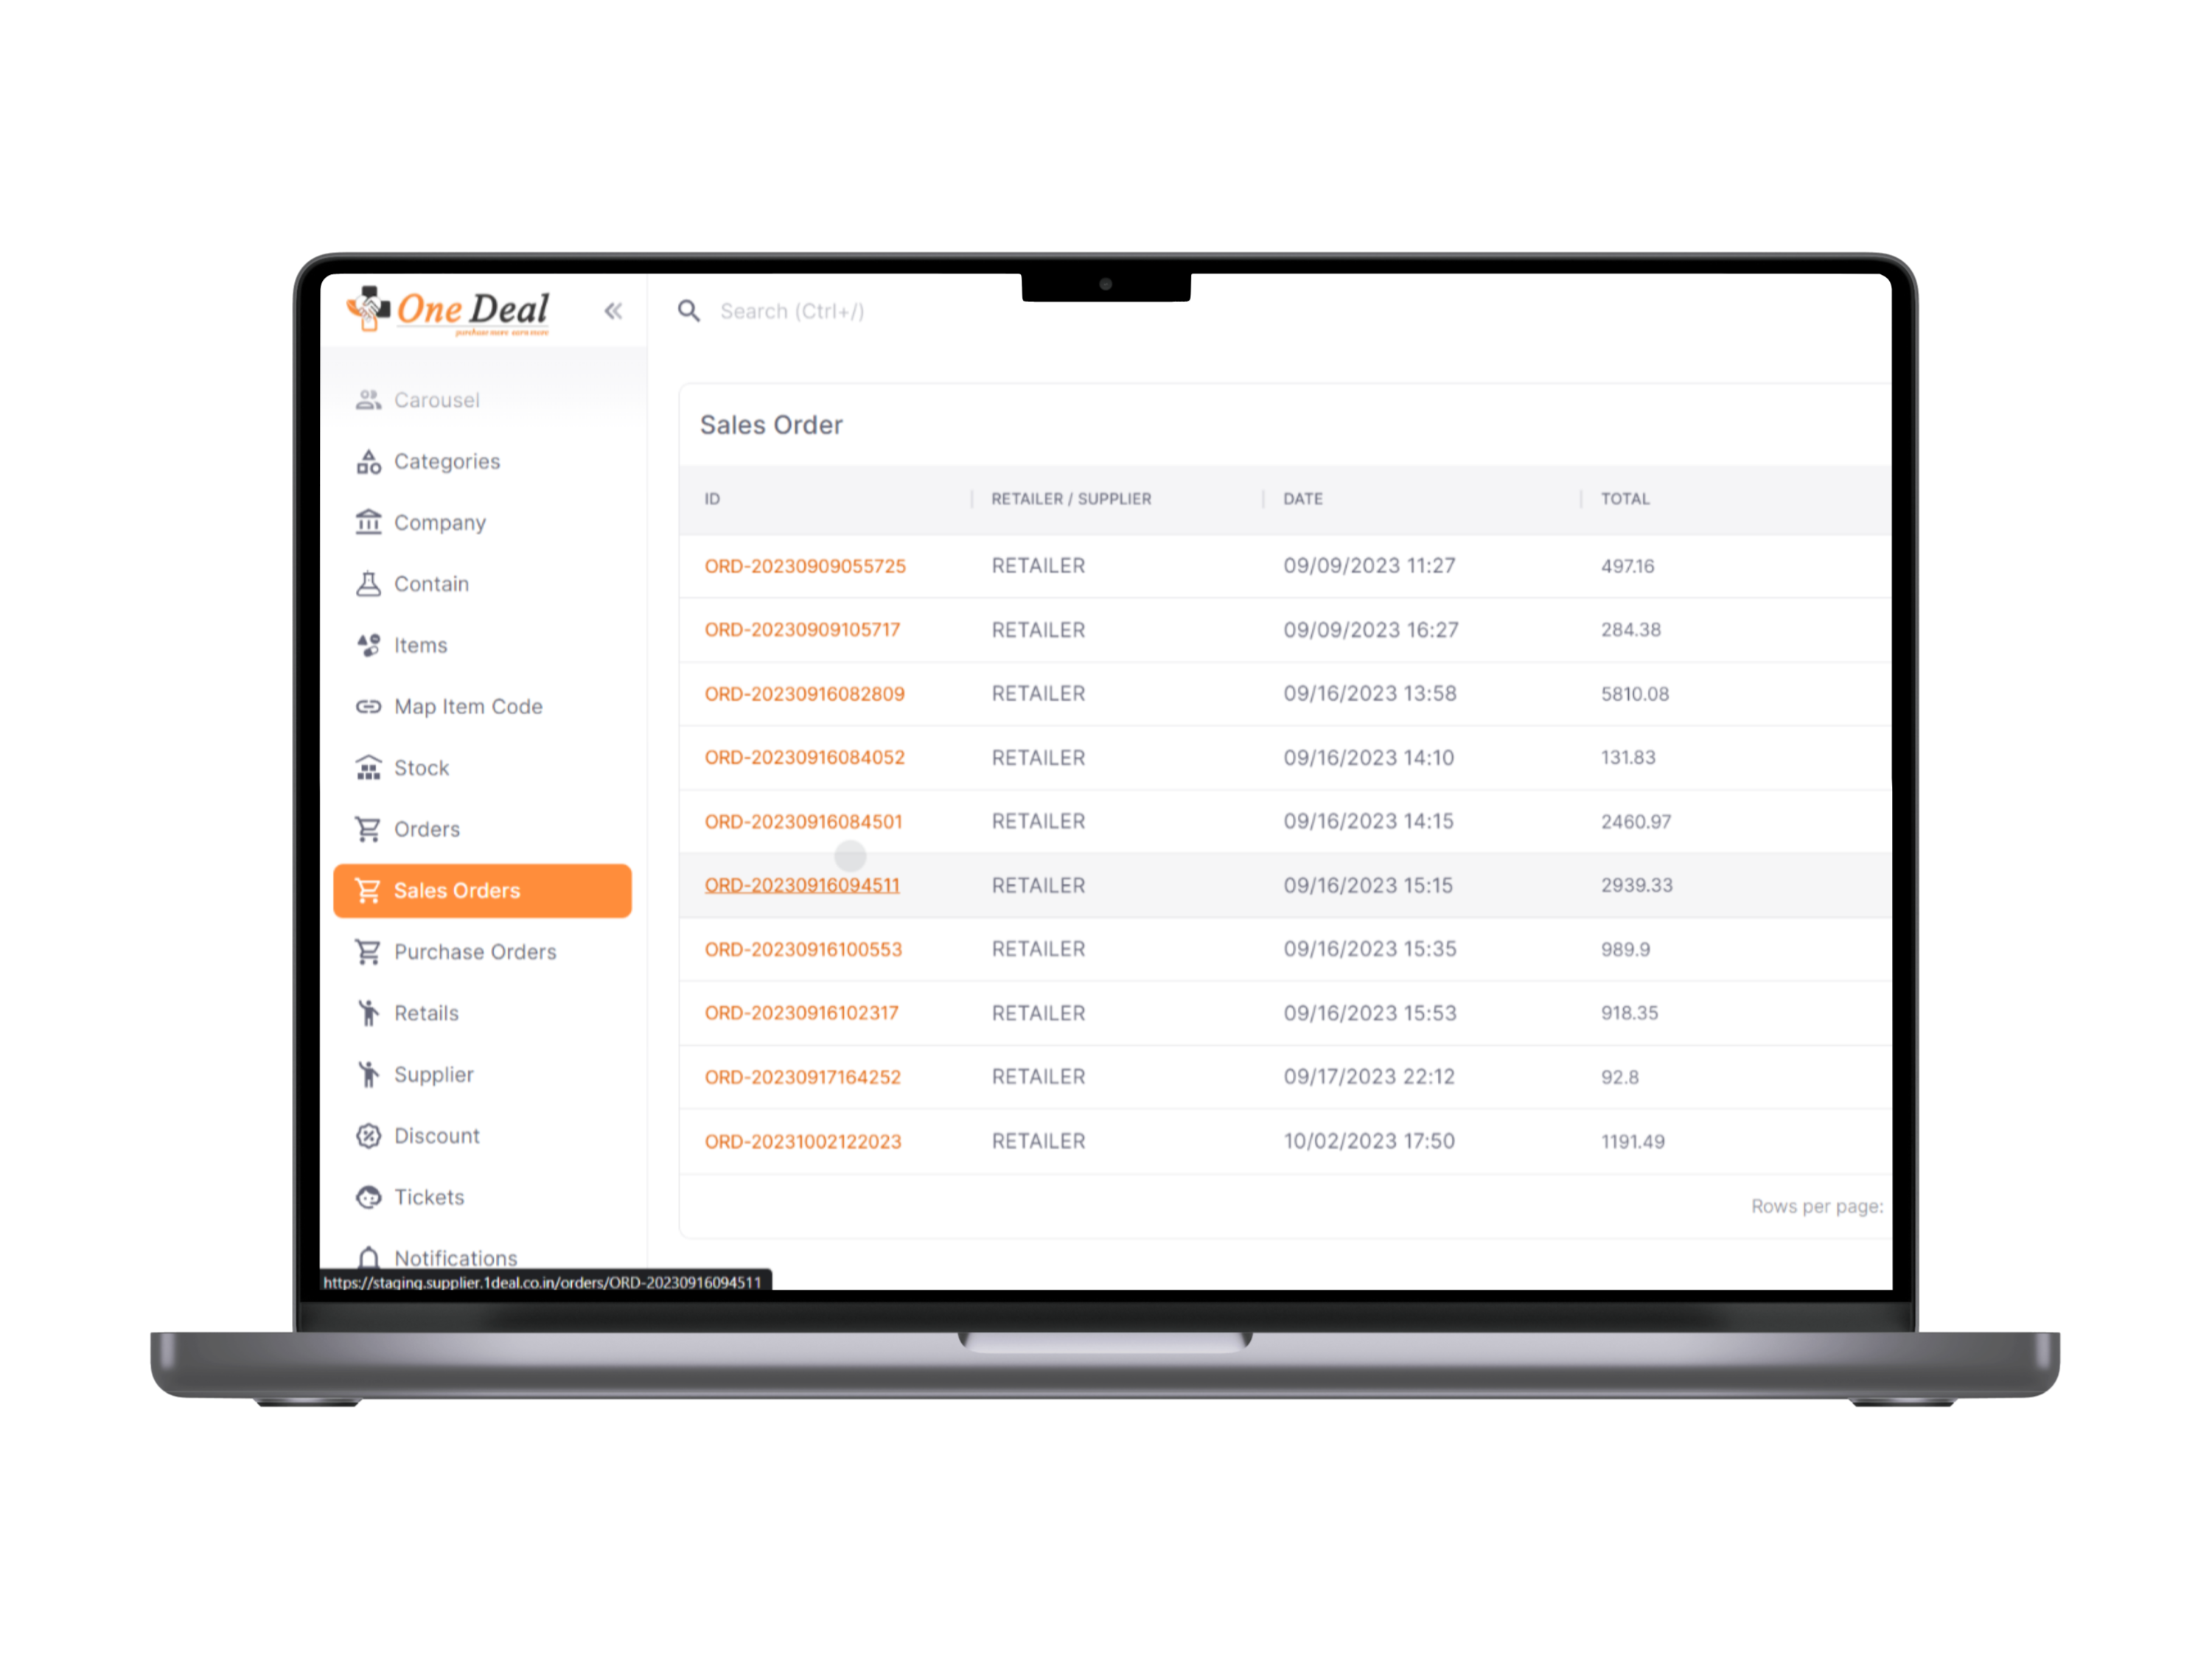 One Deal
purchase more earn more
Search (Ctrl+/)
Carousel
Categories
Company
Contain
Items
Map Item Code
Stock
Orders
Sales Orders
Purchase Orders
Retails
Supplier
Discount
Tickets
Notifications
Sales Order
ID RETAILER / SUPPLIER DATE TOTAL
ORD-20230909055725 RETAILER 09/09/2023 11:27 497.16
ORD-20230909105717 RETAILER 09/09/2023 16:27 284.38
ORD-20230916082809 RETAILER 09/16/2023 13:58 5810.08
ORD-20230916084052 RETAILER 09/16/2023 14:10 131.83
ORD-20230916084501 RETAILER 09/16/2023 14:15 2460.97
ORD-20230916094511 RETAILER 09/16/2023 15:15 2939.33
ORD-20230916100553 RETAILER 09/16/2023 15:35 989.9
ORD-20230916102317 RETAILER 09/16/2023 15:53 918.35
ORD-20230917164252 RETAILER 09/17/2023 22:12 92.8
ORD-20231002122023 RETAILER 10/02/2023 17:50 1191.49
Rows per page:
https://staging.supplier.1deal.co.in/orders/ORD-20230916094511